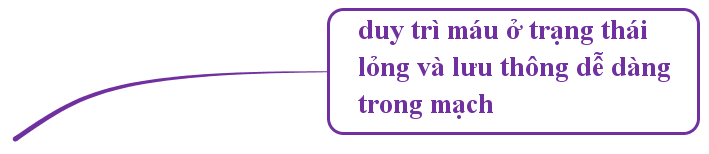 duy trì máu ở trạng thái
lỏng và lưu thông dễ dàng
trong mạch